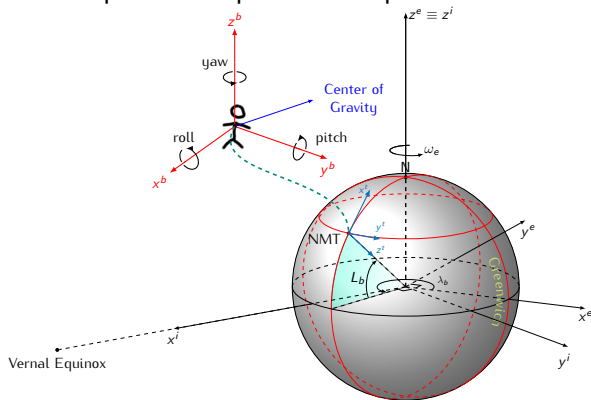 z^b
z^e ≡ z^i
yaw
Center of
Gravity
roll
pitch
ω_e
N
x^b
y^b
x^t
NMT
y^t
z^t
y^e
L_b
λ_b
Greenwich
x^e
x^i
y^i
Vernal Equinox